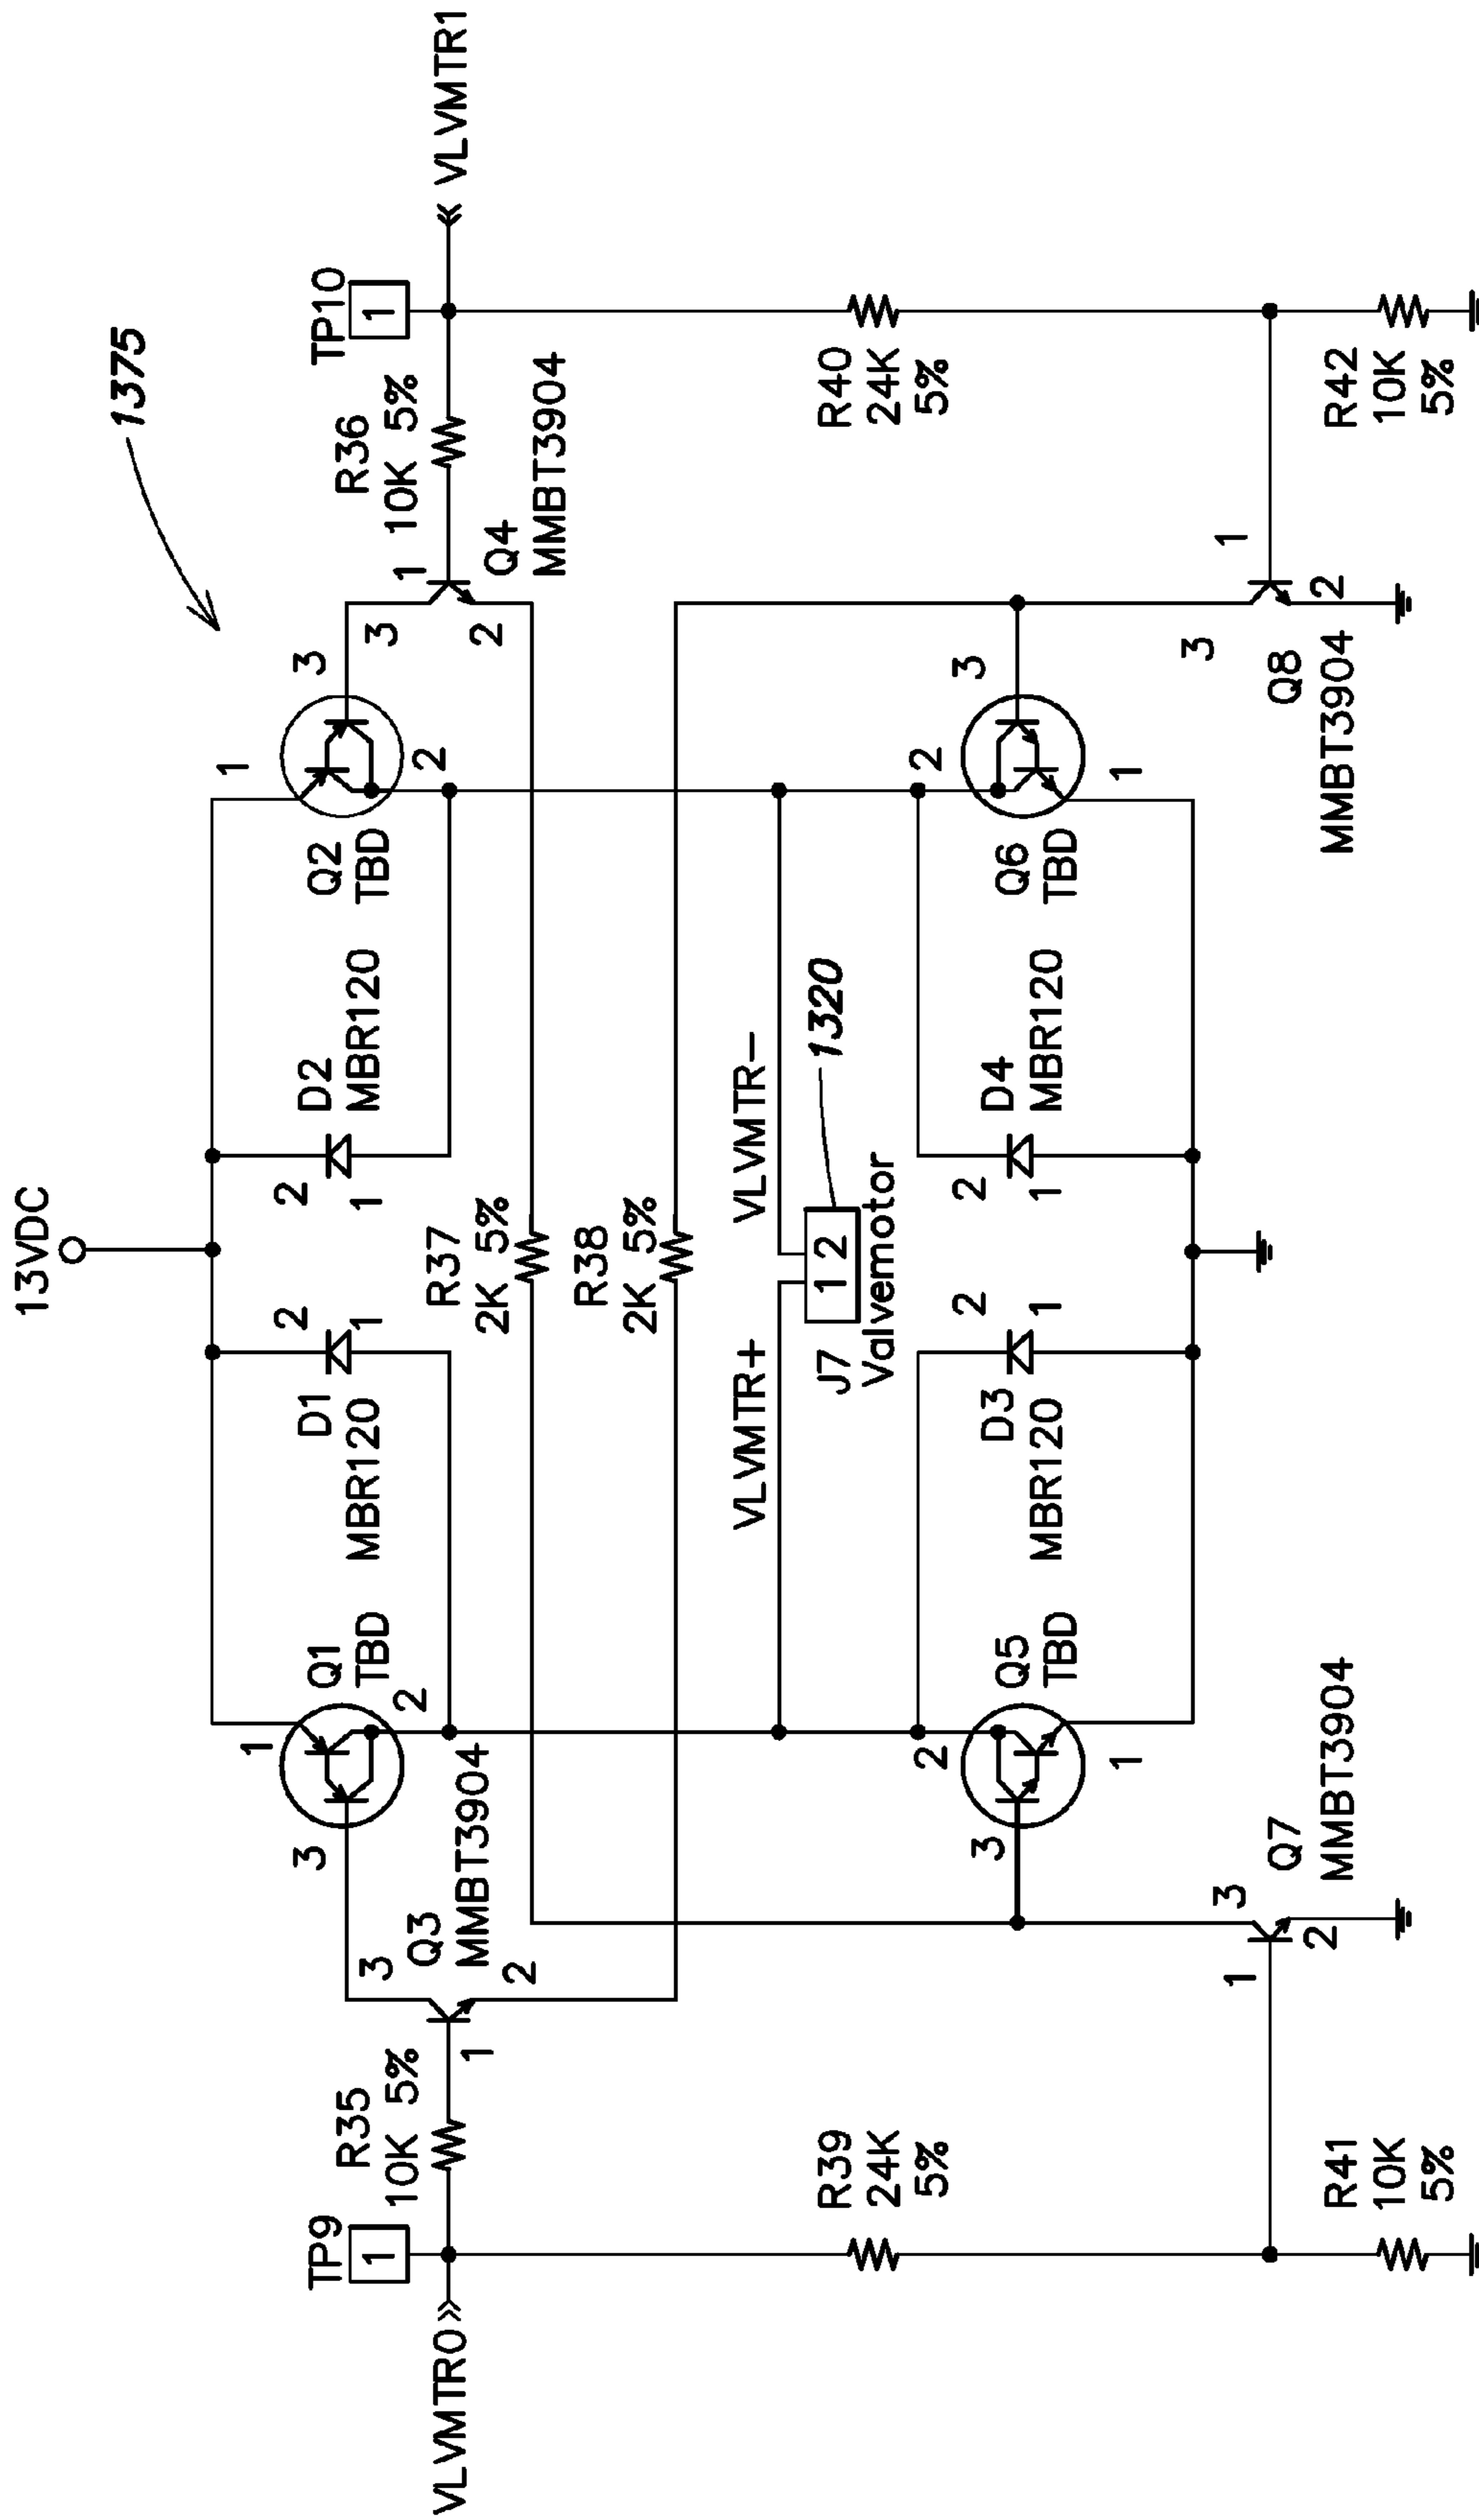 13VDC
1375
TP9
1
VLVMTR0
R35
10K 5%
3
1
2
Q3
MMBT3904
3
1
2
Q1
TBD
D1
MBR120
2
1
D2
MBR120
2
1
Q2
TBD
1
2
3
3
1
2
Q4
MMBT3904
R36
10K 5%
TP10
1
VLVMTR1
R37
2K 5%
R38
2K 5%
VLVMTR+
VLVMTR-
J7
1 2
Valvemotor
1320
R39
24K
5%
3
2
1
Q5
TBD
D3
MBR120
2
1
D4
MBR120
2
1
Q6
TBD
2
3
1
R40
24K
5%
R41
10K
5%
1
3
2
Q7
MMBT3904
3
1
2
Q8
MMBT3904
R42
10K
5%